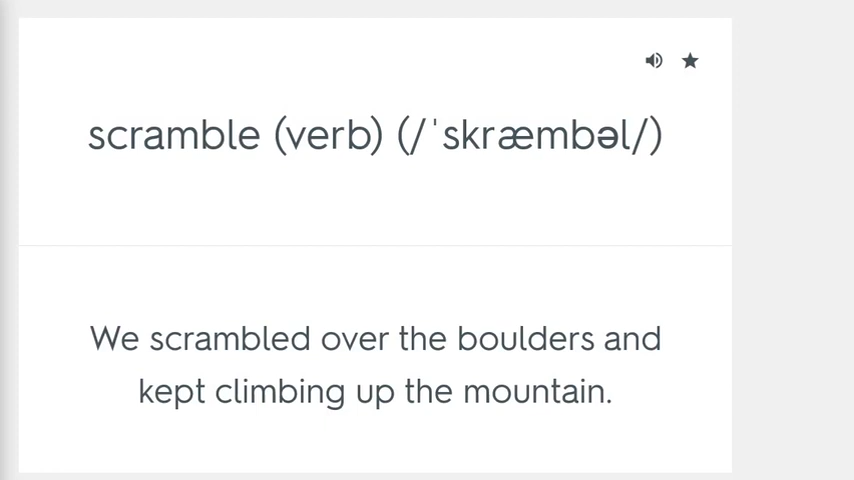 scramble (verb) (/ˈskræmbəl/)
We scrambled over the boulders and
kept climbing up the mountain.